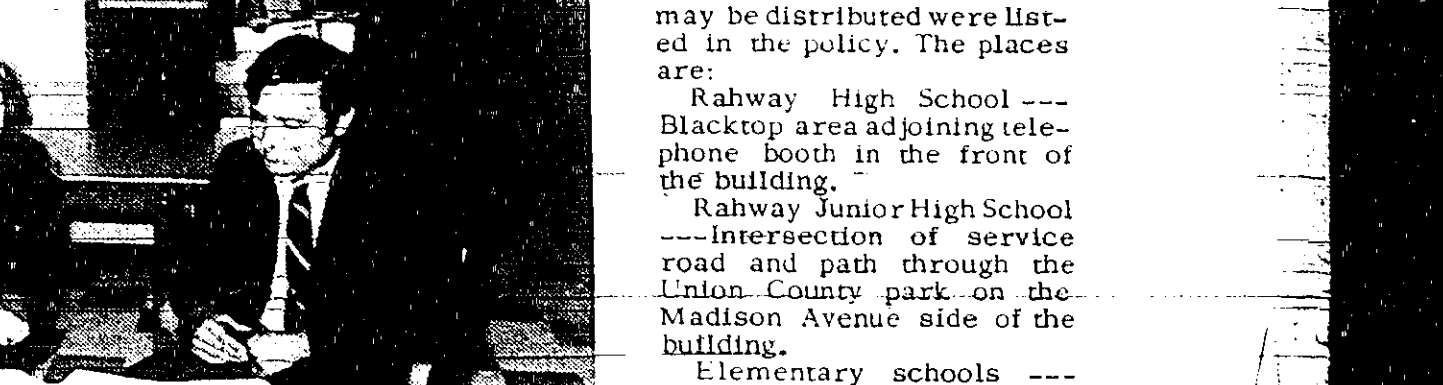 may be distributed were list-
ed in the policy. The places
are:
Rahway High School ---
Blacktop area adjoining tele-
phone booth in the front of
the building.
Rahway Junior High School
---Intersection of service
road and path through the
Union County park on the
Madison Avenue side of the
building.
Elementary schools ---